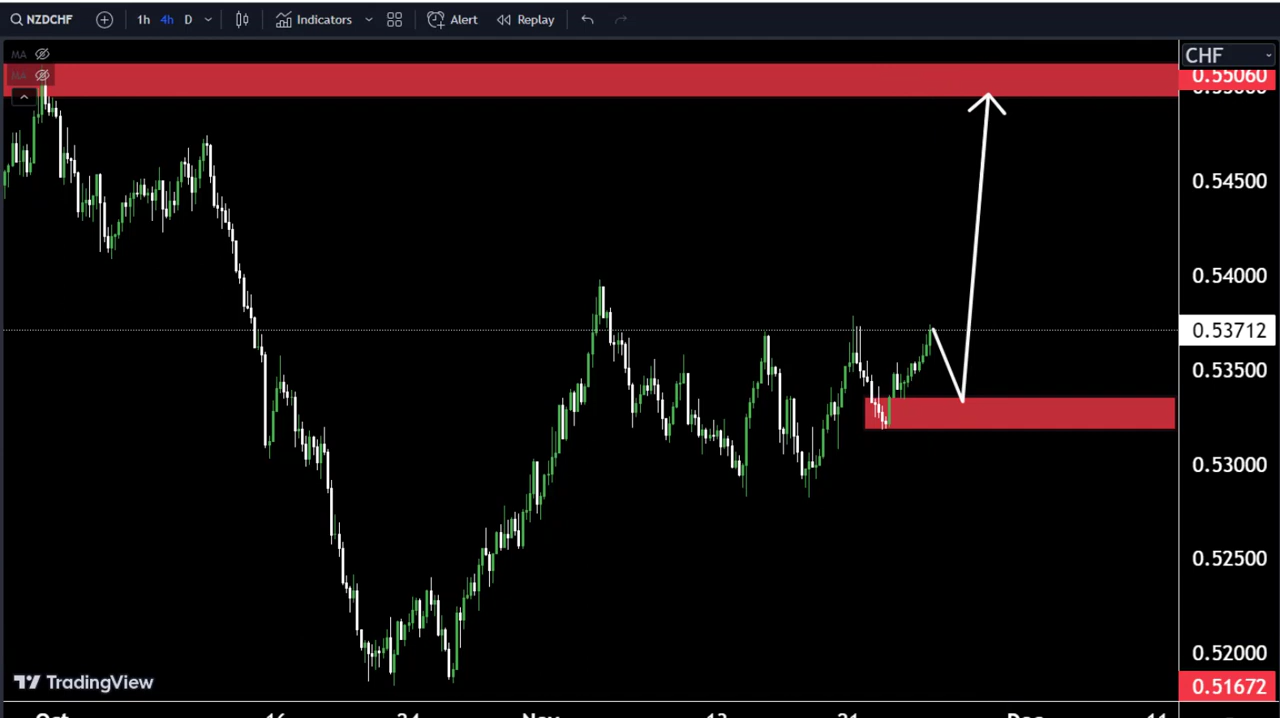 NZDCHF 1h 4h D Indicators Alert Replay
MA
MA
CHF
0.55060
0.54500
0.54000
0.53712
0.53500
0.53000
0.52500
0.52000
0.51672
TradingView
Oct 16 24 Nov 13 21 Dec 11